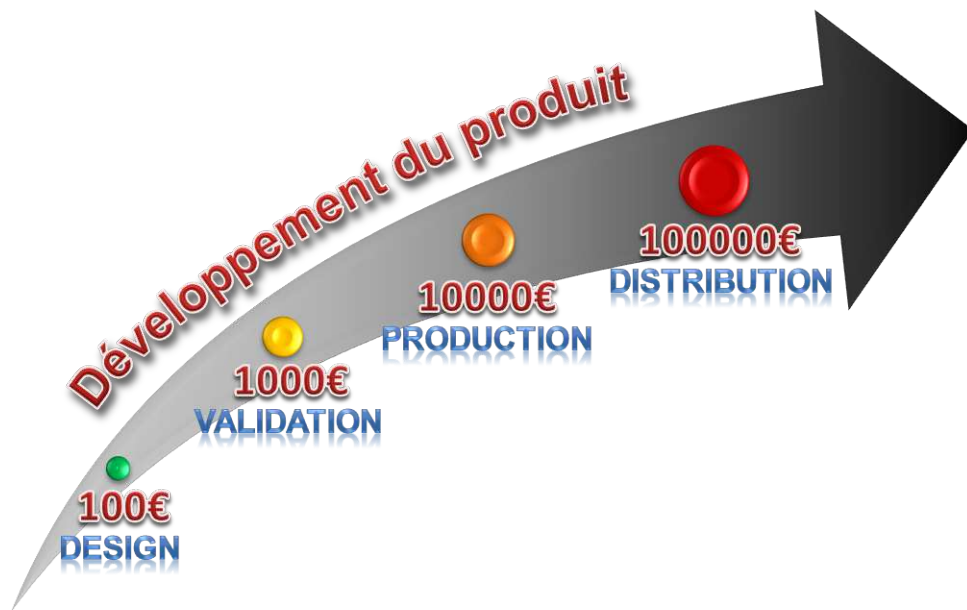 Développement du produit
100€
DESIGN
1000€
VALIDATION
10000€
PRODUCTION
100000€
DISTRIBUTION